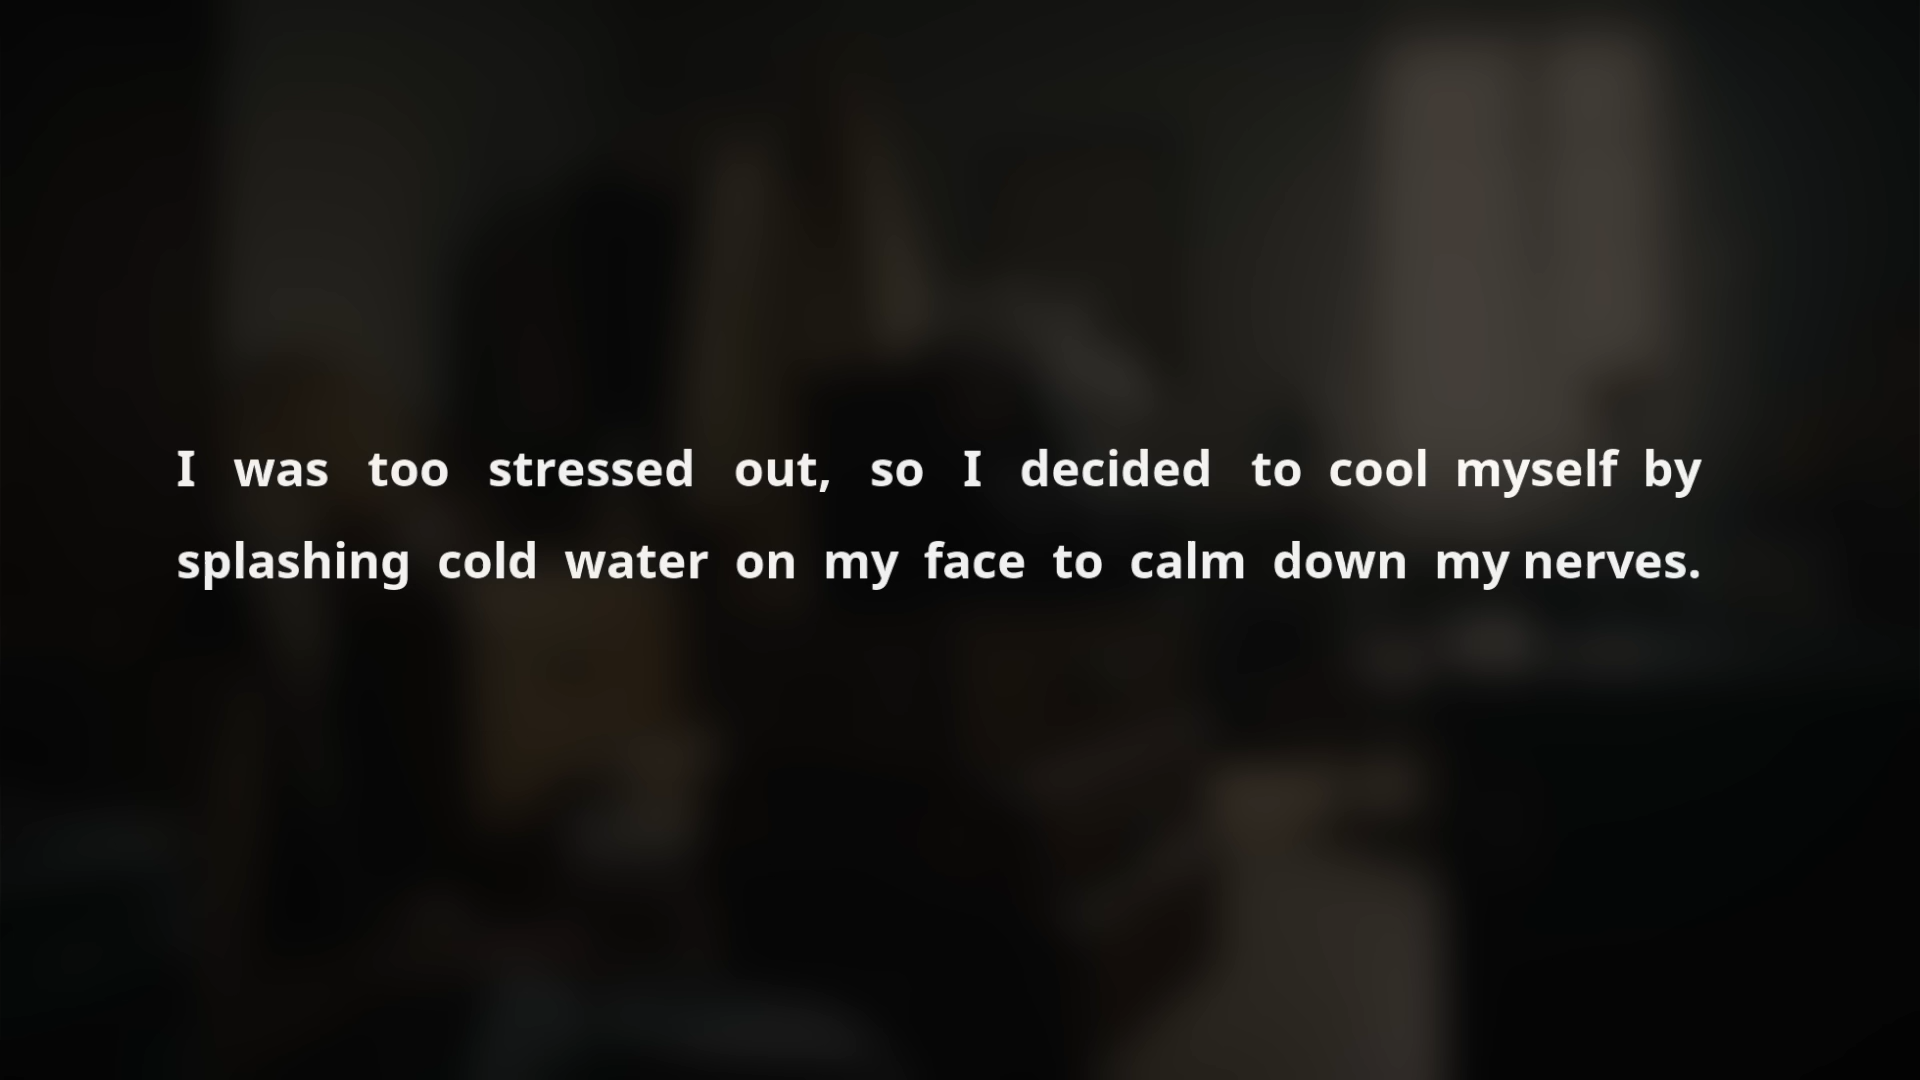 I was too stressed out, so I decided to cool myself by
splashing cold water on my face to calm down my nerves.